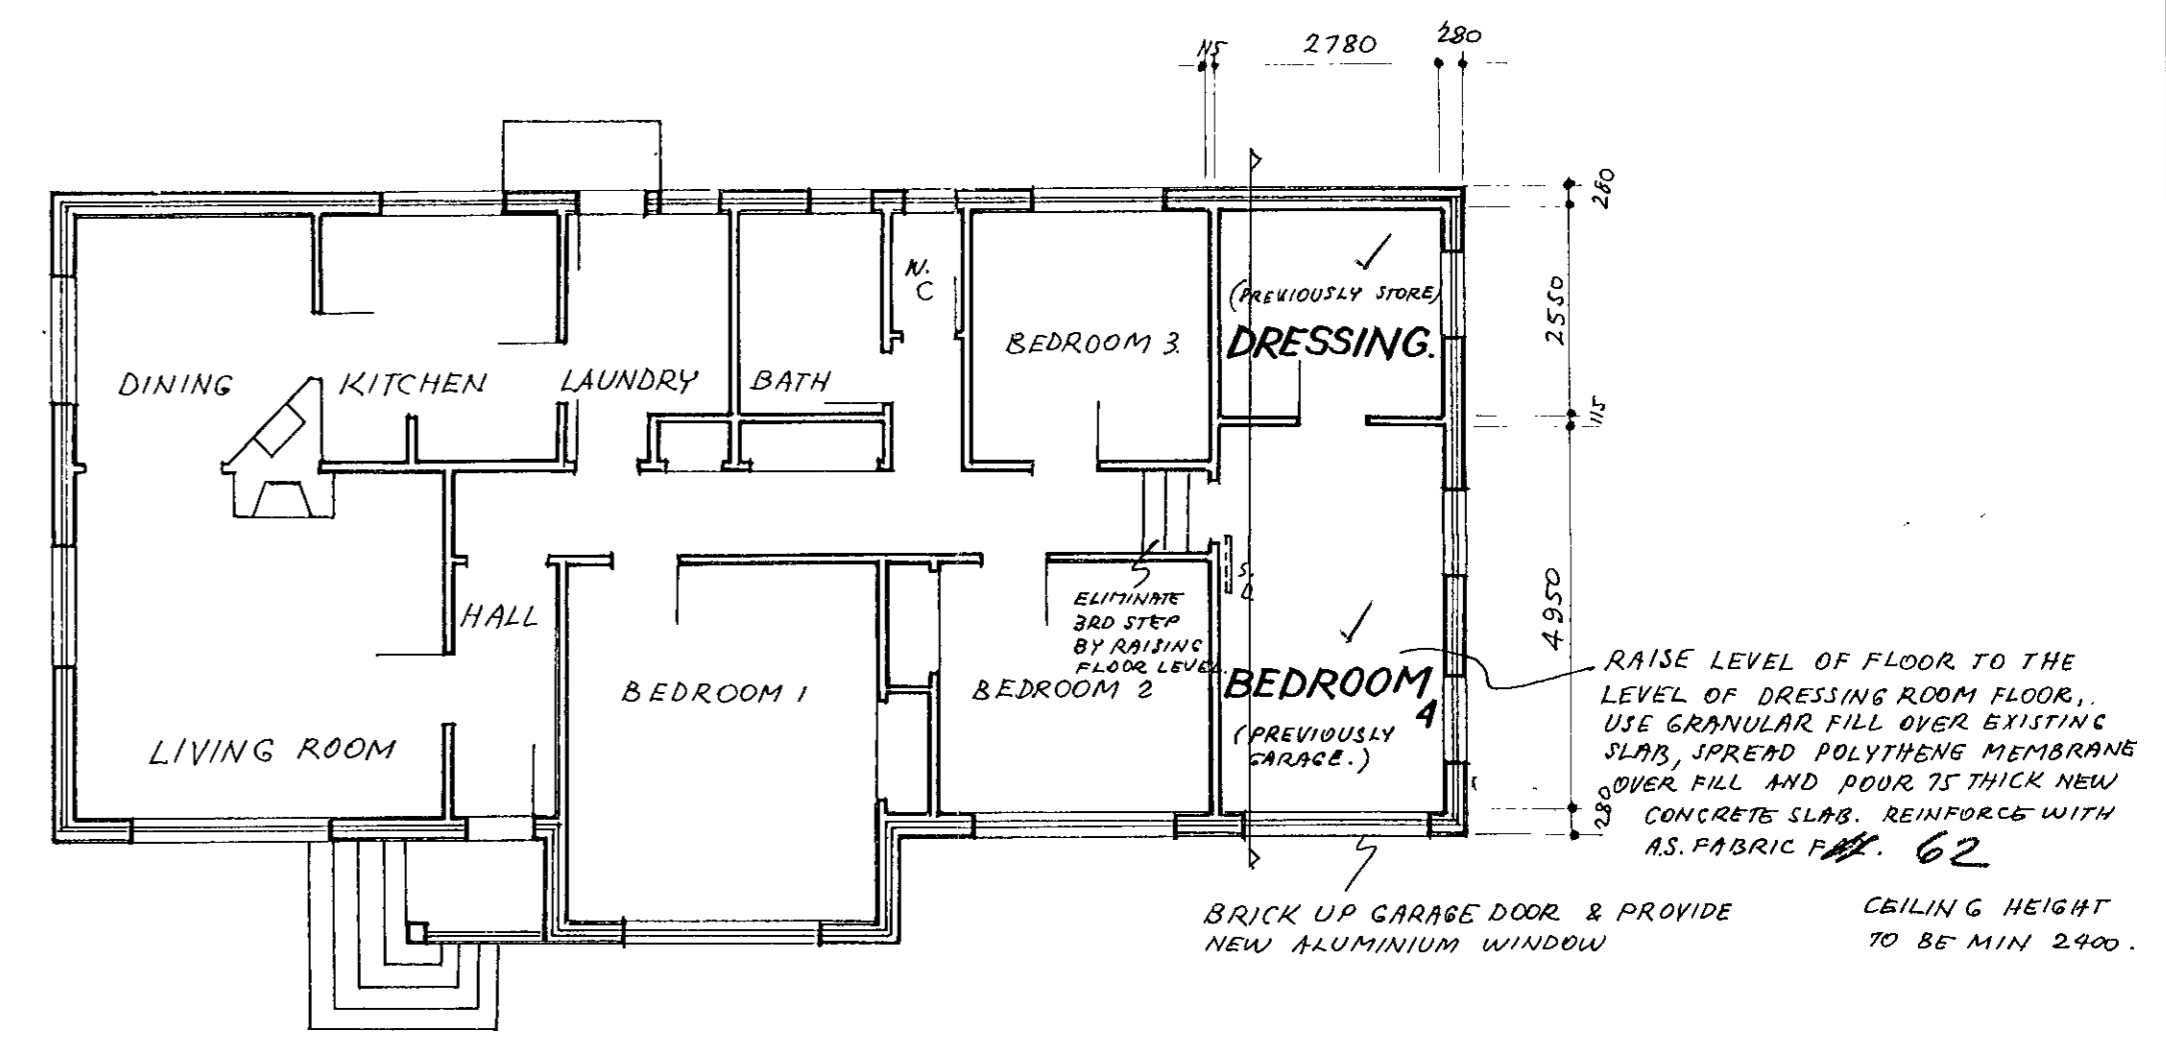 115 2780 280
280
W.
C
(PREVIOUSLY STORE)
DRESSING.
2550
BEDROOM 3.
DINING
KITCHEN
LAUNDRY
BATH
115
HALL
S.
D.
ELIMINATE
3RD STEP
BY RAISING
FLOOR LEVEL.
4950
LIVING ROOM
BEDROOM 1
BEDROOM 2
BEDROOM
4
(PREVIOUSLY
GARAGE.)
RAISE LEVEL OF FLOOR TO THE
LEVEL OF DRESSING ROOM FLOOR,.
USE GRANULAR FILL OVER EXISTING
SLAB, SPREAD POLYTHENE MEMBRANE
OVER FILL AND POUR 75 THICK NEW
CONCRETE SLAB. REINFORCE WITH
A.S. FABRIC F 62
280
BRICK UP GARAGE DOOR & PROVIDE
NEW ALUMINIUM WINDOW
CEILING HEIGHT
TO BE MIN 2400.